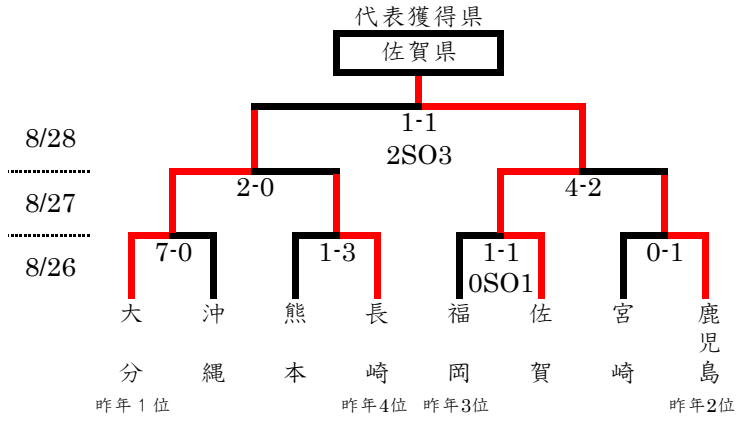 代表獲得県
佐賀県
8/28
1-1
2SO3
2-0
4-2
8/27
7-0
1-3
1-1
0-1
8/26
0SO1
大分
沖縄
熊本
長崎
福岡
佐賀
宮崎
鹿児島
昨年1位
昨年4位
昨年3位
昨年2位